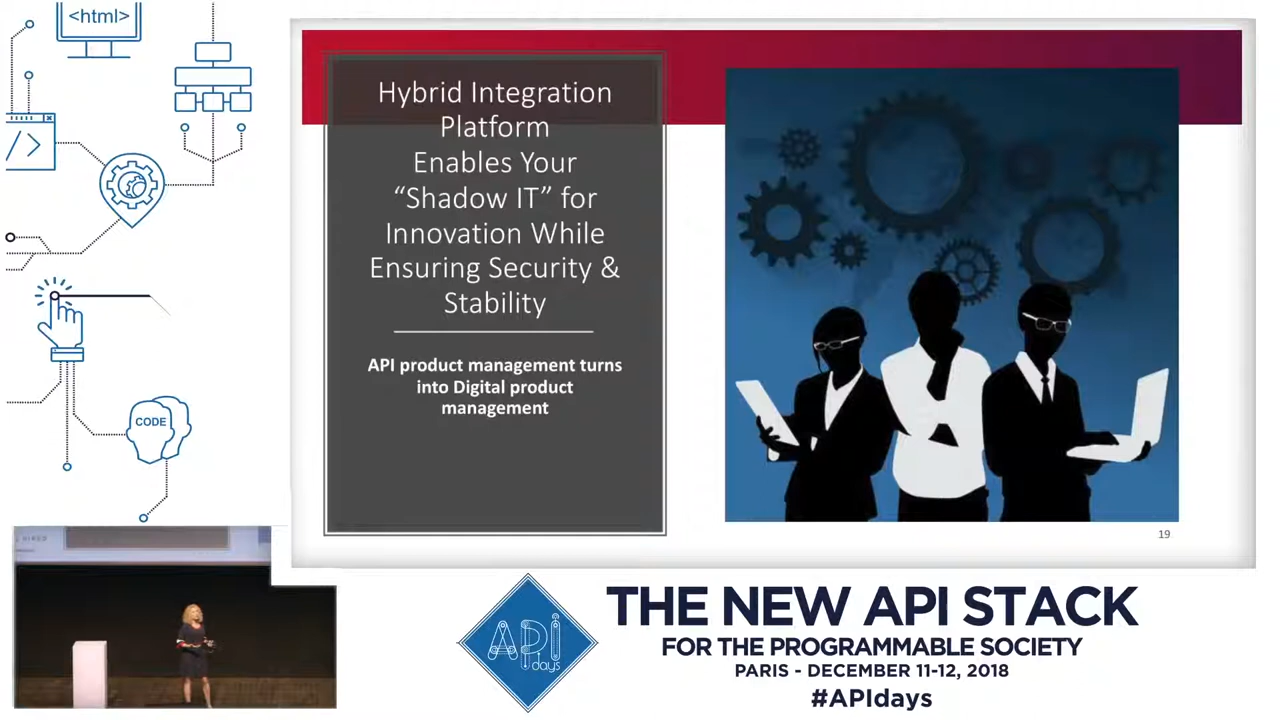 <html>
</>
CODE
Hybrid Integration
Platform
Enables Your
“Shadow IT” for
Innovation While
Ensuring Security &
Stability
API product management turns
into Digital product
management
19
APi
days
THE NEW API STACK
FOR THE PROGRAMMABLE SOCIETY
PARIS - DECEMBER 11-12, 2018
#APIdays